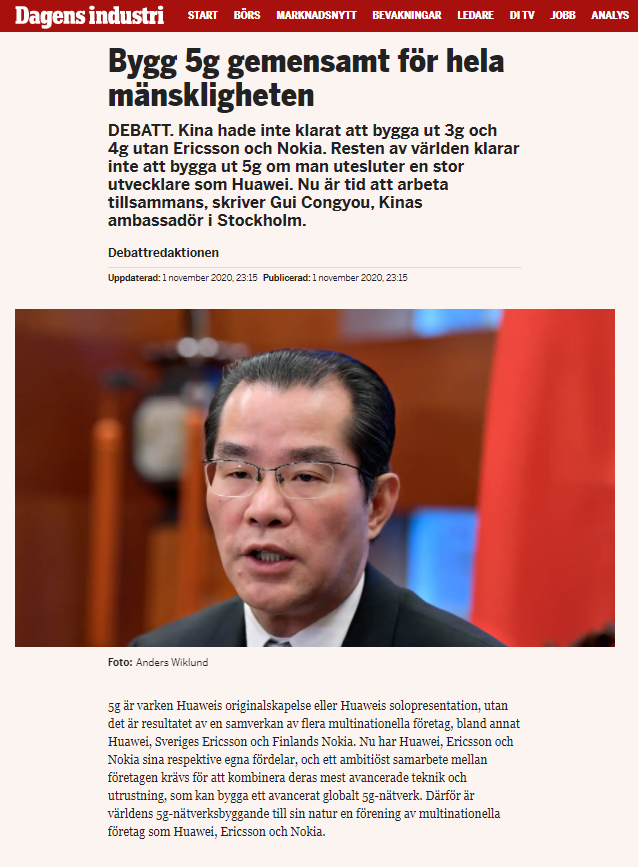 Dagens industri START BÖRS MARKNADSNYTT BEVAKNINGAR LEDARE DI TV JOBB ANALYS
Bygg 5g gemensamt för hela
mänskligheten
DEBATT. Kina hade inte klarat att bygga ut 3g och
4g utan Ericsson och Nokia. Resten av världen klarar
inte att bygga ut 5g om man utesluter en stor
utvecklare som Huawei. Nu är tid att arbeta
tillsammans, skriver Gui Congyou, Kinas
ambassadör i Stockholm.
Debattredaktionen
Uppdaterad: 1 november 2020, 23:15 Publicerad: 1 november 2020, 23:15
Foto: Anders Wiklund
5g är varken Huaweis originalskapelse eller Huaweis solopresentation, utan
det är resultatet av en samverkan av flera multinationella företag, bland annat
Huawei, Sveriges Ericsson och Finlands Nokia. Nu har Huawei, Ericsson och
Nokia sina respektive egna fördelar, och ett ambitiöst samarbete mellan
företagen krävs för att kombinera deras mest avancerade teknik och
utrustning, som kan bygga ett avancerat globalt 5g-nätverk. Därför är
världens 5g-nätverksbyggande till sin natur en förening av multinationella
företag som Huawei, Ericsson och Nokia.